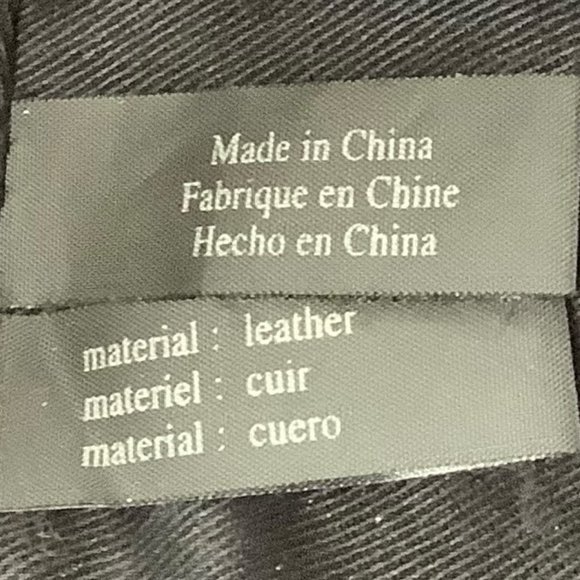 Made in China
Fabrique en Chine
Hecho en China
material : leather
materiel : cuir
material : cuero